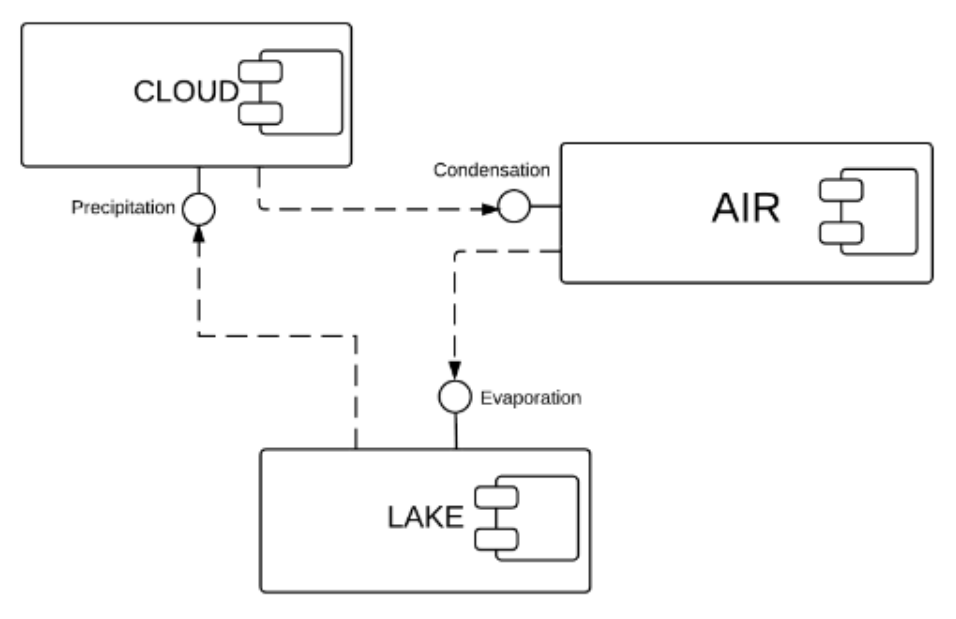 CLOUD
Condensation
AIR
Precipitation
Evaporation
LAKE